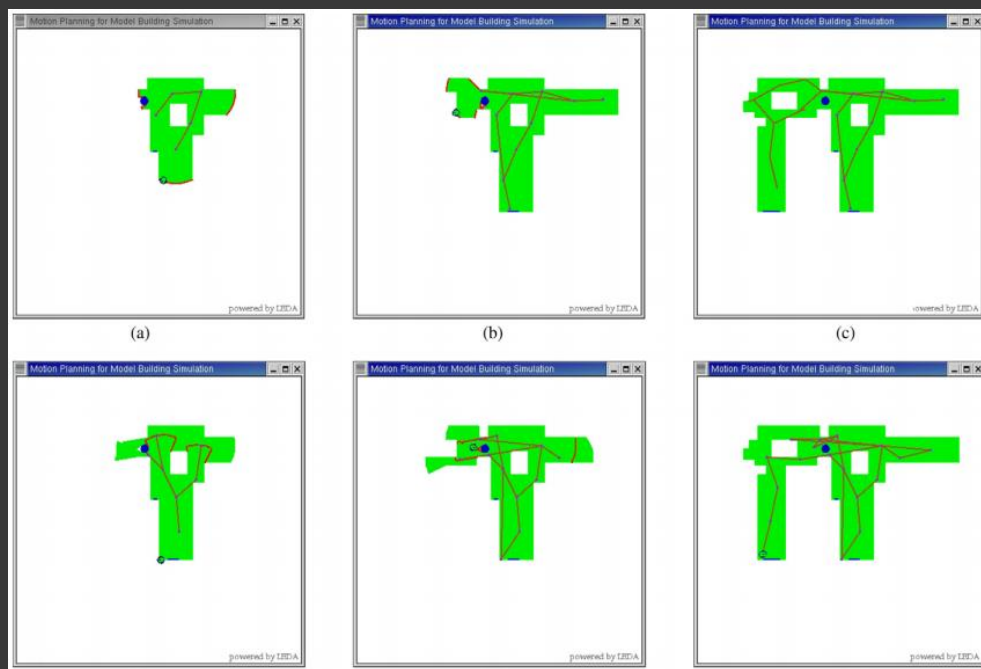 Motion Planning for Model Building Simulation
Motion Planning for Model Building Simulation
Motion Planning for Model Building Simulation
powered by LEDA
powered by LEDA
owered by LEDA
(a)
(b)
(c)
Motion Planning for Model Building Simulation
Motion Planning for Model Building Simulation
Motion Planning for Model Building Simulation
powered by LEDA
powered by LEDA
powered by LEDA